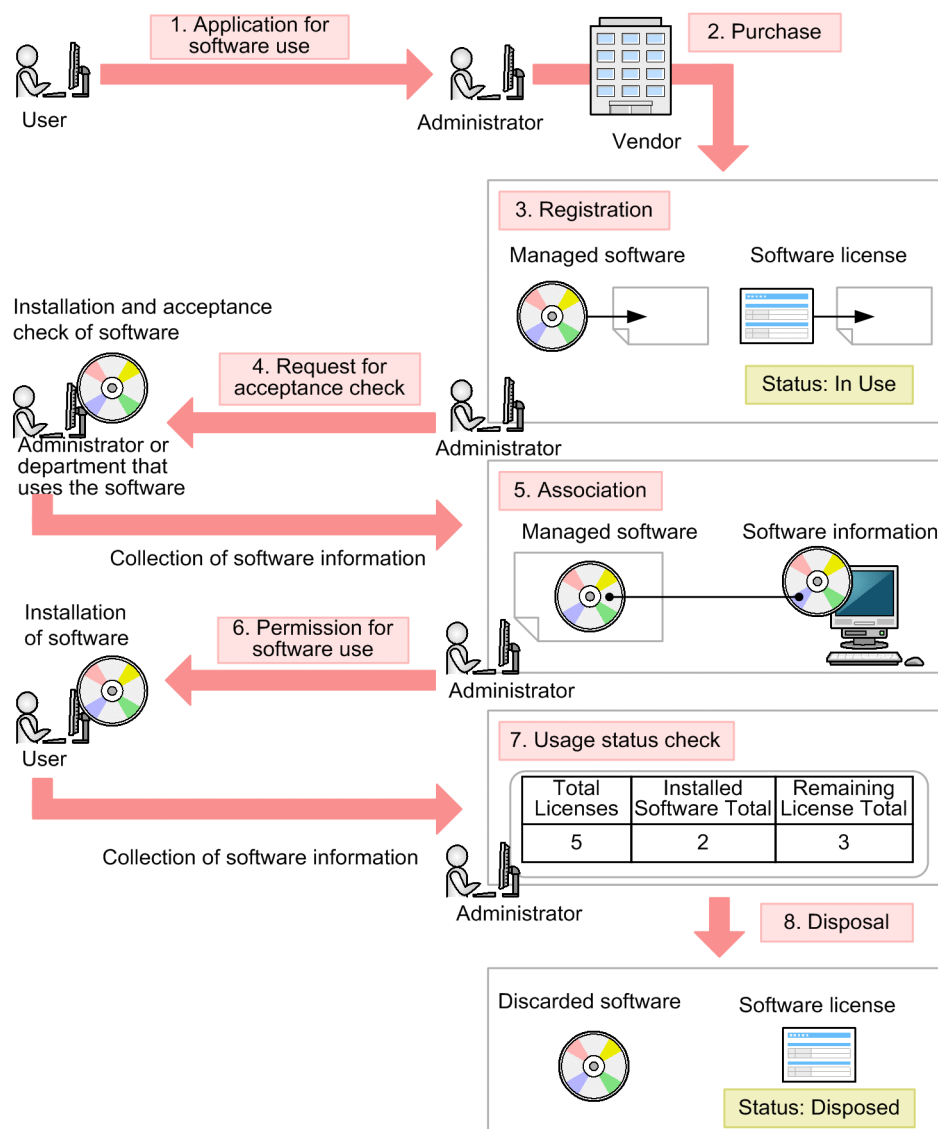 1. Application for
software use
2. Purchase
User
Administrator
Vendor
3. Registration
Managed software
Software license
Installation and acceptance
check of software
4. Request for
acceptance check
Status: In Use
Administrator or
department that
uses the software
Administrator
5. Association
Managed software
Software information
Collection of software information
Installation
of software
6. Permission for
software use
Administrator
User
7. Usage status check
Total
Licenses
Installed
Software Total
Remaining
License Total
5
2
3
Collection of software information
Administrator
8. Disposal
Discarded software
Software license
Status: Disposed